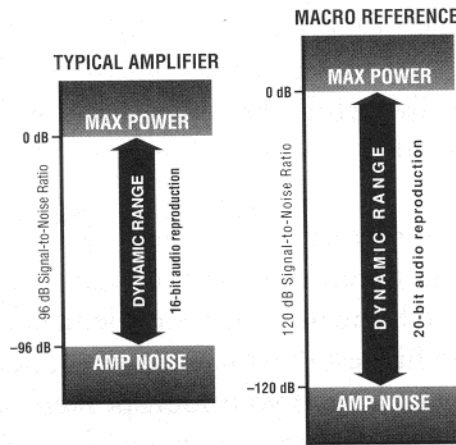 TYPICAL AMPLIFIER
MAX POWER
0 dB
96 dB Signal-to-Noise Ratio
DYNAMIC RANGE
16-bit audio reproduction
–96 dB
AMP NOISE
MACRO REFERENCE
MAX POWER
0 dB
120 dB Signal-to-Noise Ratio
DYNAMIC RANGE
20-bit audio reproduction
–120 dB
AMP NOISE